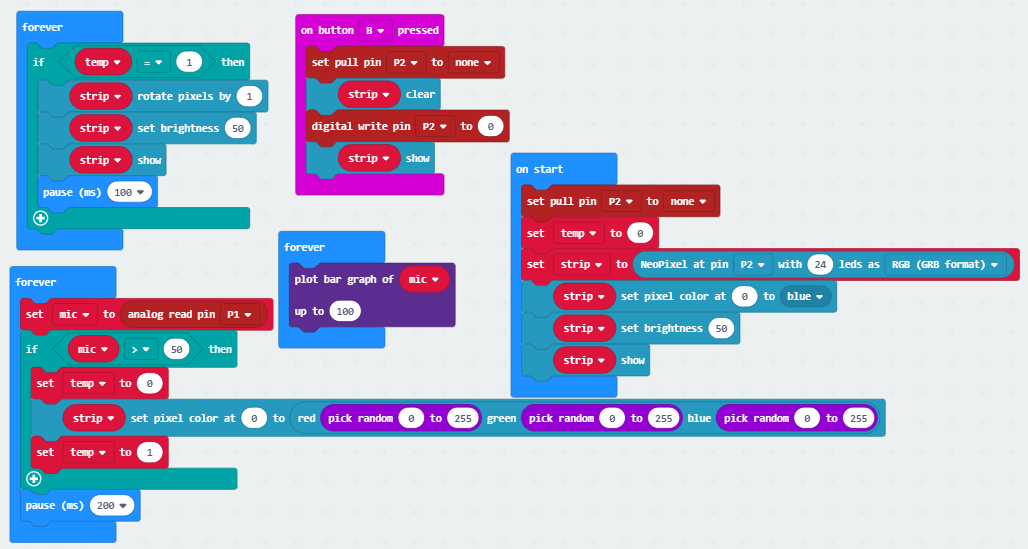 forever
if temp = 1 then
strip rotate pixels by 1
strip set brightness 50
strip show
pause (ms) 100
on button B pressed
set pull pin P2 to none
strip clear
digital write pin P2 to 0
strip show
on start
set pull pin P2 to none
set temp to 0
set strip to NeoPixel at pin P2 with 24 leds as RGB (GRB format)
strip set pixel color at 0 to blue
strip set brightness 50
strip show
forever
plot bar graph of mic
up to 100
forever
set mic to analog read pin P1
if mic > 50 then
set temp to 0
strip set pixel color at 0 to red pick random 0 to 255 green pick random 0 to 255 blue pick random 0 to 255
set temp to 1
pause (ms) 200